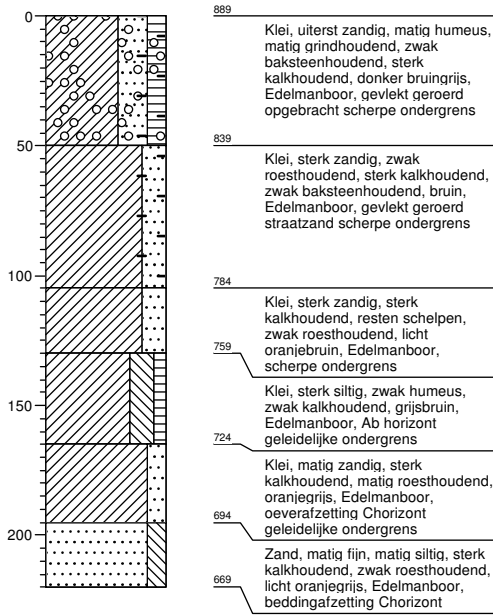 0
50
100
150
200
889
Klei, uiterst zandig, matig humeus,
matig grindhoudend, zwak
baksteenhoudend, sterk
kalkhoudend, donker bruingrijs,
Edelmanboor, gevlekt geroerd
opgebracht scherpe ondergrens
839
Klei, sterk zandig, zwak
roesthoudend, sterk kalkhoudend,
zwak baksteenhoudend, bruin,
Edelmanboor, gevlekt geroerd
straatzand scherpe ondergrens
784
Klei, sterk zandig, sterk
kalkhoudend, resten schelpen,
zwak roesthoudend, licht
oranjebruin, Edelmanboor,
scherpe ondergrens
759
Klei, sterk siltig, zwak humeus,
zwak kalkhoudend, grijsbruin,
Edelmanboor, Ab horizont
geleidelijke ondergrens
724
Klei, matig zandig, sterk
kalkhoudend, matig roesthoudend,
oranjegrijs, Edelmanboor,
oeverafzetting Chorizont
geleidelijke ondergrens
694
Zand, matig fijn, matig siltig, sterk
kalkhoudend, zwak roesthoudend,
licht oranjegrijs, Edelmanboor,
beddingafzetting Chorizont
669